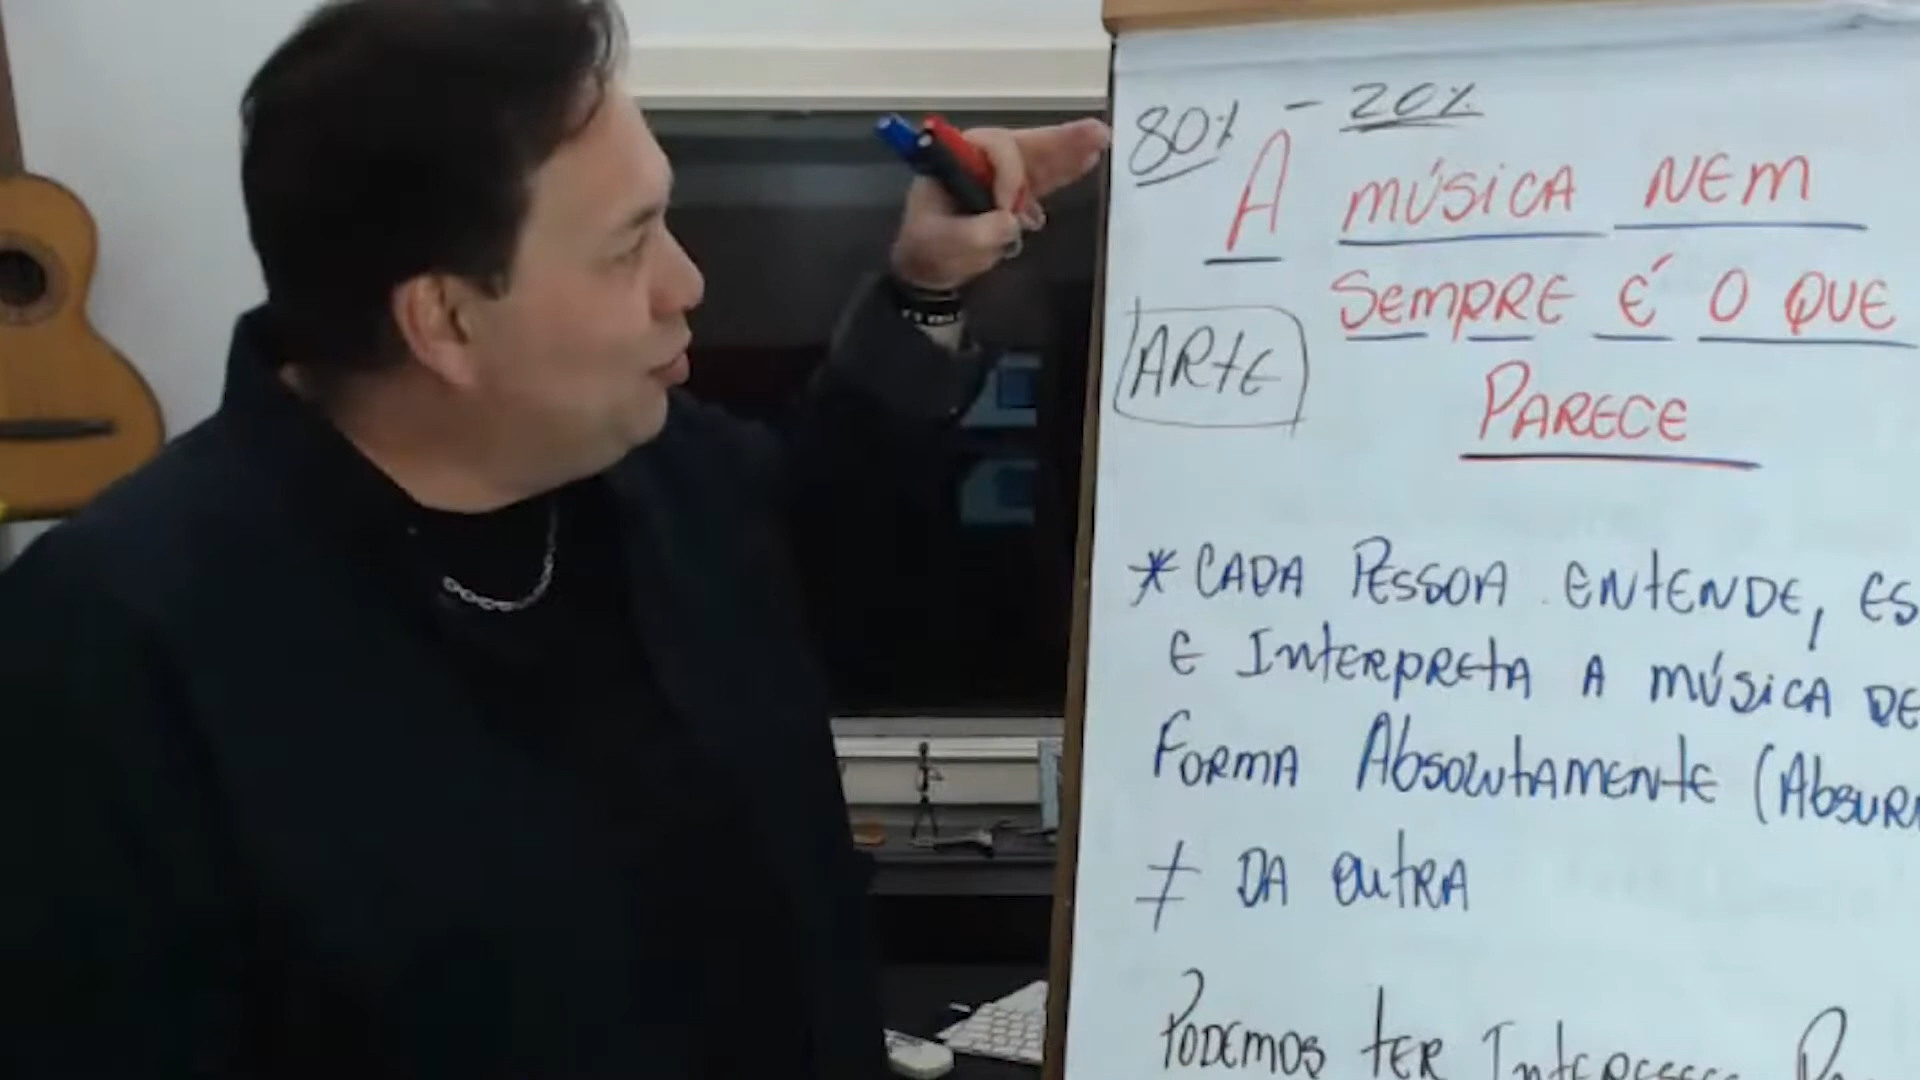 80% - 20%
A MÚSICA NEM
SEMPRE É O QUE
ARTE
PARECE
* CADA PESSOA ENTENDE, ES
E INTERPRETA A MÚSICA DE
FORMA ABSOLUTAMENTE (ABSUR
≠ DA OUTRA
PODEMOS TER